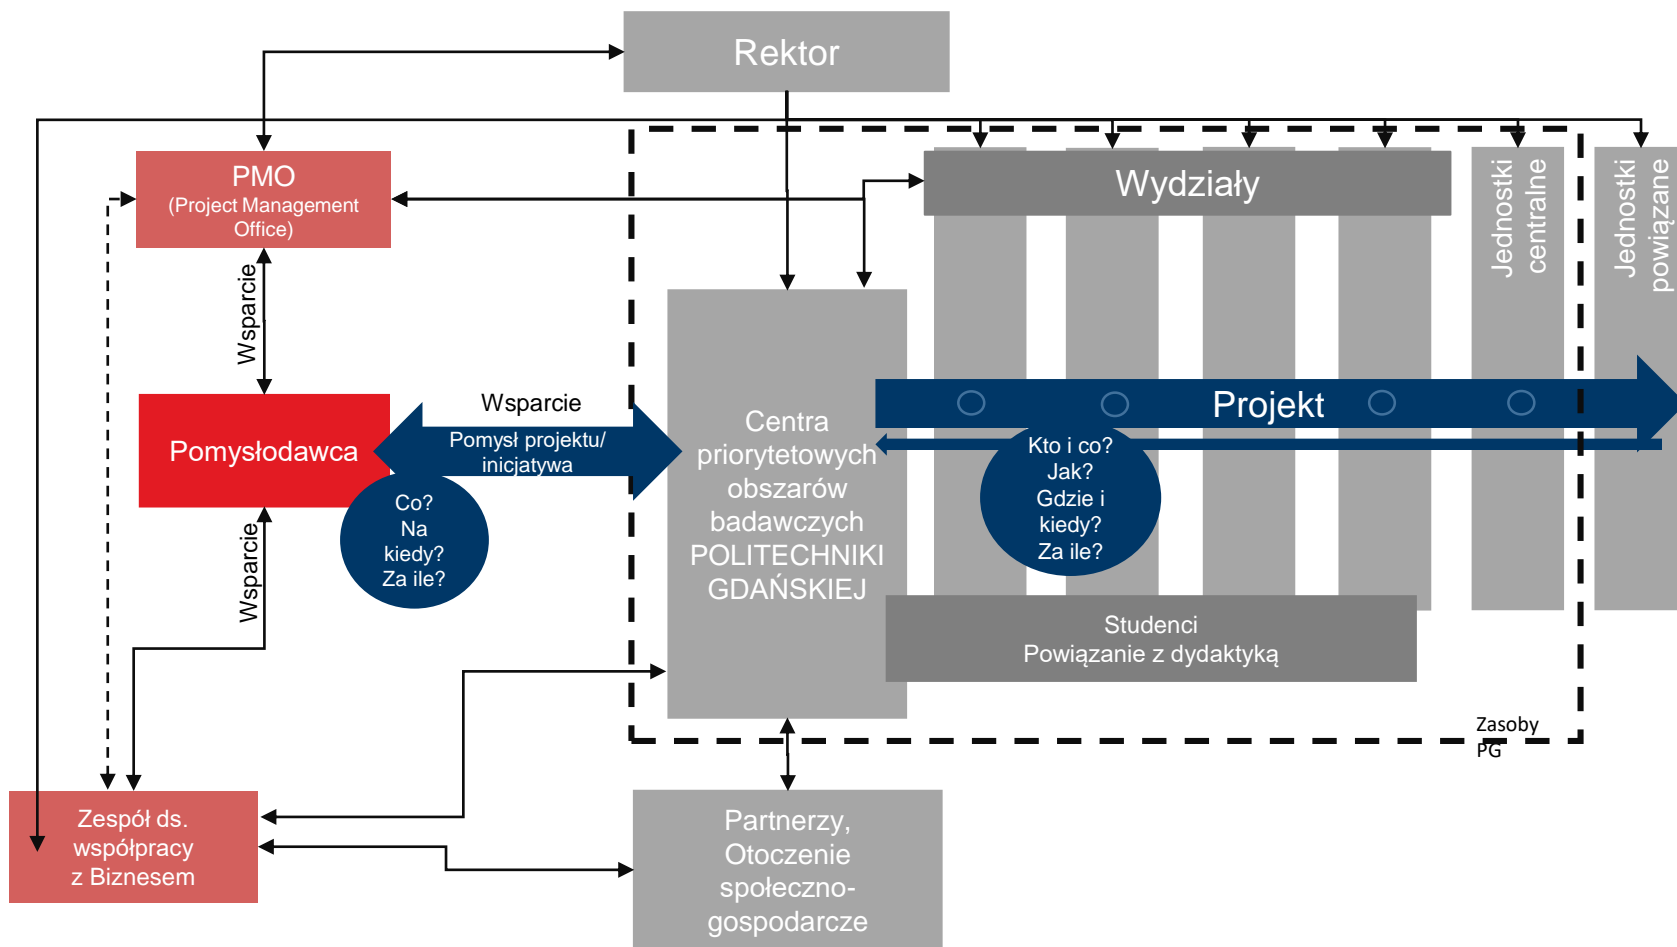 Rektor
PMO
(Project Management
Office)
Wydziały
Jednostki
centralne
Jednostki
powiązane
Wsparcie
Pomysłodawca
Wsparcie
Pomysł projektu/
inicjatywa
Co?
Na
kiedy?
Za ile?
Wsparcie
Centra
priorytetowych
obszarów
badawczych
POLITECHNIKI
GDAŃSKIEJ
Projekt
Kto i co?
Jak?
Gdzie i
kiedy?
Za ile?
Studenci
Powiązanie z dydaktyką
Zasoby
PG
Zespół ds.
współpracy
z Biznesem
Partnerzy,
Otoczenie
społeczno-
gospodarcze